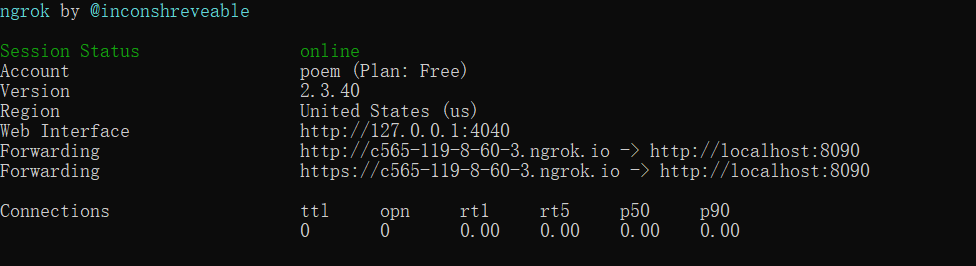 ngrok by @inconshreveable
Session Status online
Account poem (Plan: Free)
Version 2.3.40
Region United States (us)
Web Interface http://127.0.0.1:4040
Forwarding http://c565-119-8-60-3.ngrok.io -> http://localhost:8090
Forwarding https://c565-119-8-60-3.ngrok.io -> http://localhost:8090
Connections ttl opn rt1 rt5 p50 p90
0 0 0.00 0.00 0.00 0.00